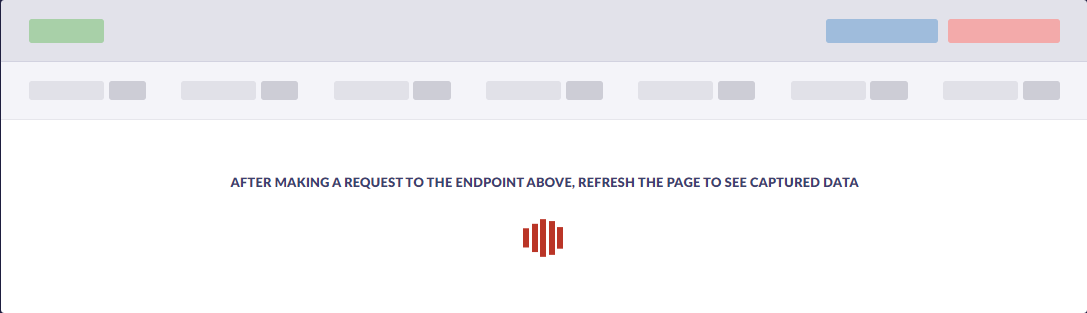 AFTER MAKING A REQUEST TO THE ENDPOINT ABOVE, REFRESH THE PAGE TO SEE CAPTURED DATA